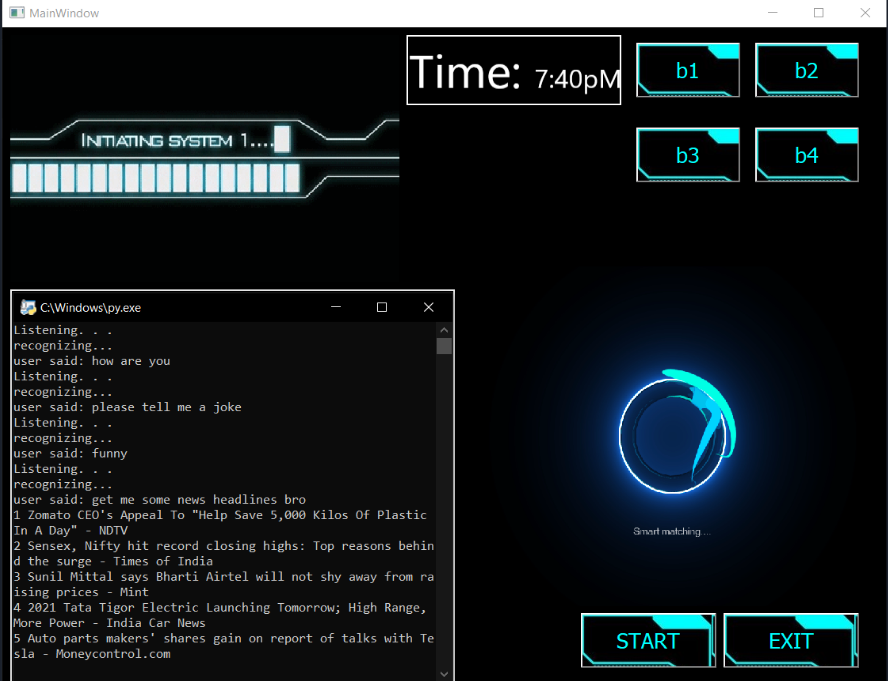 MainWindow
Time: 7:40pM
b1
b2
INITIATING SYSTEM 1....
b3
b4
C:\Windows\py.exe
Listening. . .
recognizing...
user said: how are you
Listening. . .
recognizing...
user said: please tell me a joke
Listening. . .
recognizing...
user said: funny
Listening. . .
recognizing...
user said: get me some news headlines bro
1 Zomato CEO's Appeal To "Help Save 5,000 Kilos Of Plastic
In A Day" - NDTV
2 Sensex, Nifty hit record closing highs: Top reasons behin
d the surge - Times of India
3 Sunil Mittal says Bharti Airtel will not shy away from ra
ising prices - Mint
4 2021 Tata Tigor Electric Launching Tomorrow; High Range,
More Power - India Car News
5 Auto parts makers' shares gain on report of talks with Te
sla - Moneycontrol.com
Smart matching....
START
EXIT